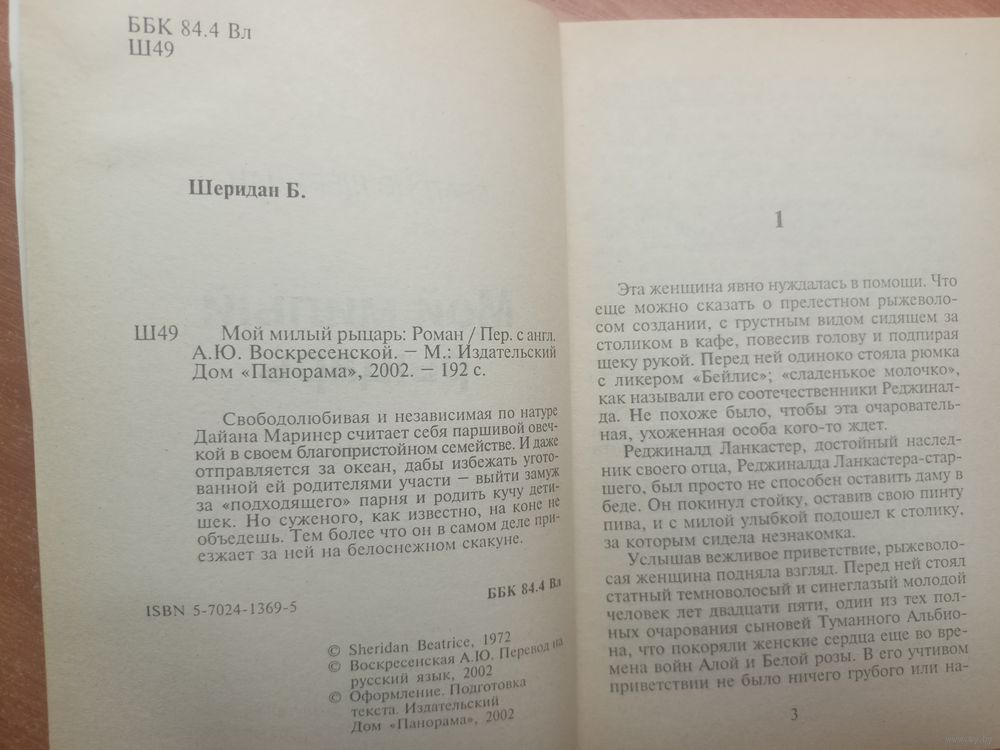 ББК 84.4 Вл
Ш49
Шеридан Б.
Ш49 Мой милый рыцарь: Роман / Пер. с англ.
А.Ю. Воскресенской. – М.: Издательский
Дом «Панорама», 2002. – 192 с.
Свободолюбивая и независимая по натуре
Дайана Маринер считает себя паршивой овеч-
кой в своем благопристойном семействе. И даже
отправляется за океан, дабы избежать угото-
ванной ей родителями участи – выйти замуж
за «подходящего» парня и родить кучу дети-
шек. Но суженого, как известно, на коне не
объедешь. Тем более что он в самом деле при-
езжает за ней на белоснежном скакуне.
ББК 84.4 Вл
ISBN 5-7024-1369-5
© Sheridan Beatrice, 1972
© Воскресенская А.Ю. Перевод на
русский язык, 2002
© Оформление. Подготовка
текста. Издательский
Дом «Панорама», 2002
1
Эта женщина явно нуждалась в помощи. Что
еще можно сказать о прелестном рыжеволо-
сом создании, с грустным видом сидящем за
столиком в кафе, повесив голову и подпирая
щеку рукой. Перед ней одиноко стояла рюмка
с ликером «Бейлис»; «сладенькое молочко»,
как называли его соотечественники Реджинал-
да. Не похоже было, чтобы эта очарователь-
ная, ухоженная особа кого-то ждет.
Реджиналд Ланкастер, достойный наслед-
ник своего отца, Реджиналда Ланкастера-стар-
шего, был просто не способен оставить даму в
беде. Он покинул стойку, оставив свою пинту
пива, и с милой улыбкой подошел к столику,
за которым сидела незнакомка.
Услышав вежливое приветствие, рыжеволо-
сая женщина подняла взгляд. Перед ней стоял
статный темноволосый и синеглазый молодой
человек лет двадцати пяти, один из тех пол-
ных очарования сыновей Туманного Альбио-
на, что покоряли женские сердца еще во вре-
мена войн Алой и Белой розы. В его учтивом
приветствии не было ничего грубого или на-
3